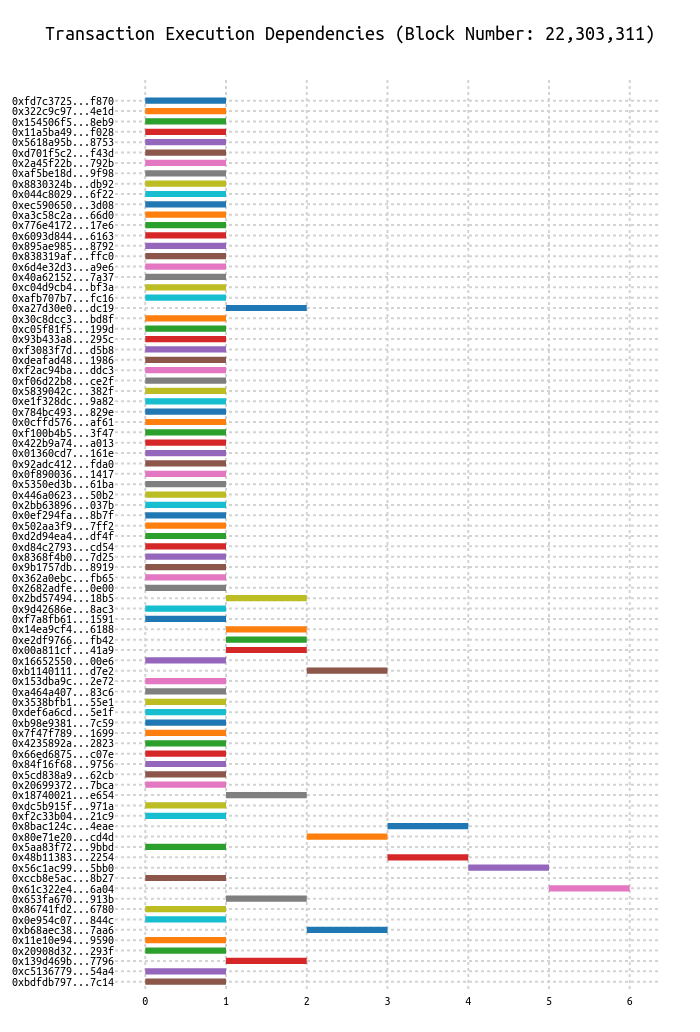 Transaction Execution Dependencies (Block Number: 22,303,311)
0xfd7c3725...f870
0x322c9c97...4e1d
0x154506f5...8eb9
0x11a5ba49...f028
0x5618a95b...8753
0xd701f5c2...f43d
0x2a45f22b...792b
0xaf5be18d...9f98
0x8830324b...db92
0x044c8029...6f22
0xec590650...3d08
0xa3c58c2a...66d0
0x776e4172...17e6
0x6093d844...6163
0x895ae985...8792
0x838319af...ffc0
0x6d4e32d3...a9e6
0x40a62152...7a37
0xc04d9cb4...bf3a
0xafb707b7...fc16
0xa27d30e0...dc19
0x30c8dcc3...bd8f
0xc05f81f5...199d
0x93b433a8...295c
0xf3083f7d...d5b8
0xdeafad48...1986
0xf2ac94ba...ddc3
0xf06d22b8...ce2f
0x5839042c...382f
0xe1f328dc...9a82
0x784bc493...829e
0x0cffd576...af61
0xf100b4b5...3f47
0x422b9a74...a013
0x01360cd7...161e
0x92adc412...fda0
0x0f890036...1417
0x5350ed3b...61ba
0x446a0623...50b2
0x2bb63896...037b
0x0ef294fa...8b7f
0x502aa3f9...7ff2
0xd2d94ea4...df4f
0xd84c2793...cd54
0x8368f4b0...7d25
0x9b1757db...8919
0x362a0ebc...fb65
0x2682adfe...0e00
0x2bd57494...18b5
0x9d42686e...8ac3
0xf7a8fb61...1591
0x14ea9cf4...6188
0xe2df9766...fb42
0x00a811cf...41a9
0x16652550...00e6
0xb1140111...d7e2
0x153dba9c...2e72
0xa464a407...83c6
0x3538bfb1...55e1
0xdef6a6cd...5e1f
0xb98e9381...7c59
0x7f47f789...1699
0x4235892a...2823
0x66ed6875...c07e
0x84f16f68...9756
0x5cd838a9...62cb
0x20699372...7bca
0x18740021...e654
0xdc5b915f...971a
0xf2c33b04...21c9
0x8bac124c...4eae
0x80e71e20...cd4d
0x5aa83f72...9bbd
0x48b11383...2254
0x56c1ac99...5bb0
0xccb8e5ac...8b27
0x61c322e4...6a04
0x653fa670...913b
0x86741fd2...6780
0x0e954c07...844c
0xb68aec38...7aa6
0x11e10e94...9590
0x20908d32...293f
0x139d469b...7796
0xc5136779...54a4
0xbdfdb797...7c14
0 1 2 3 4 5 6